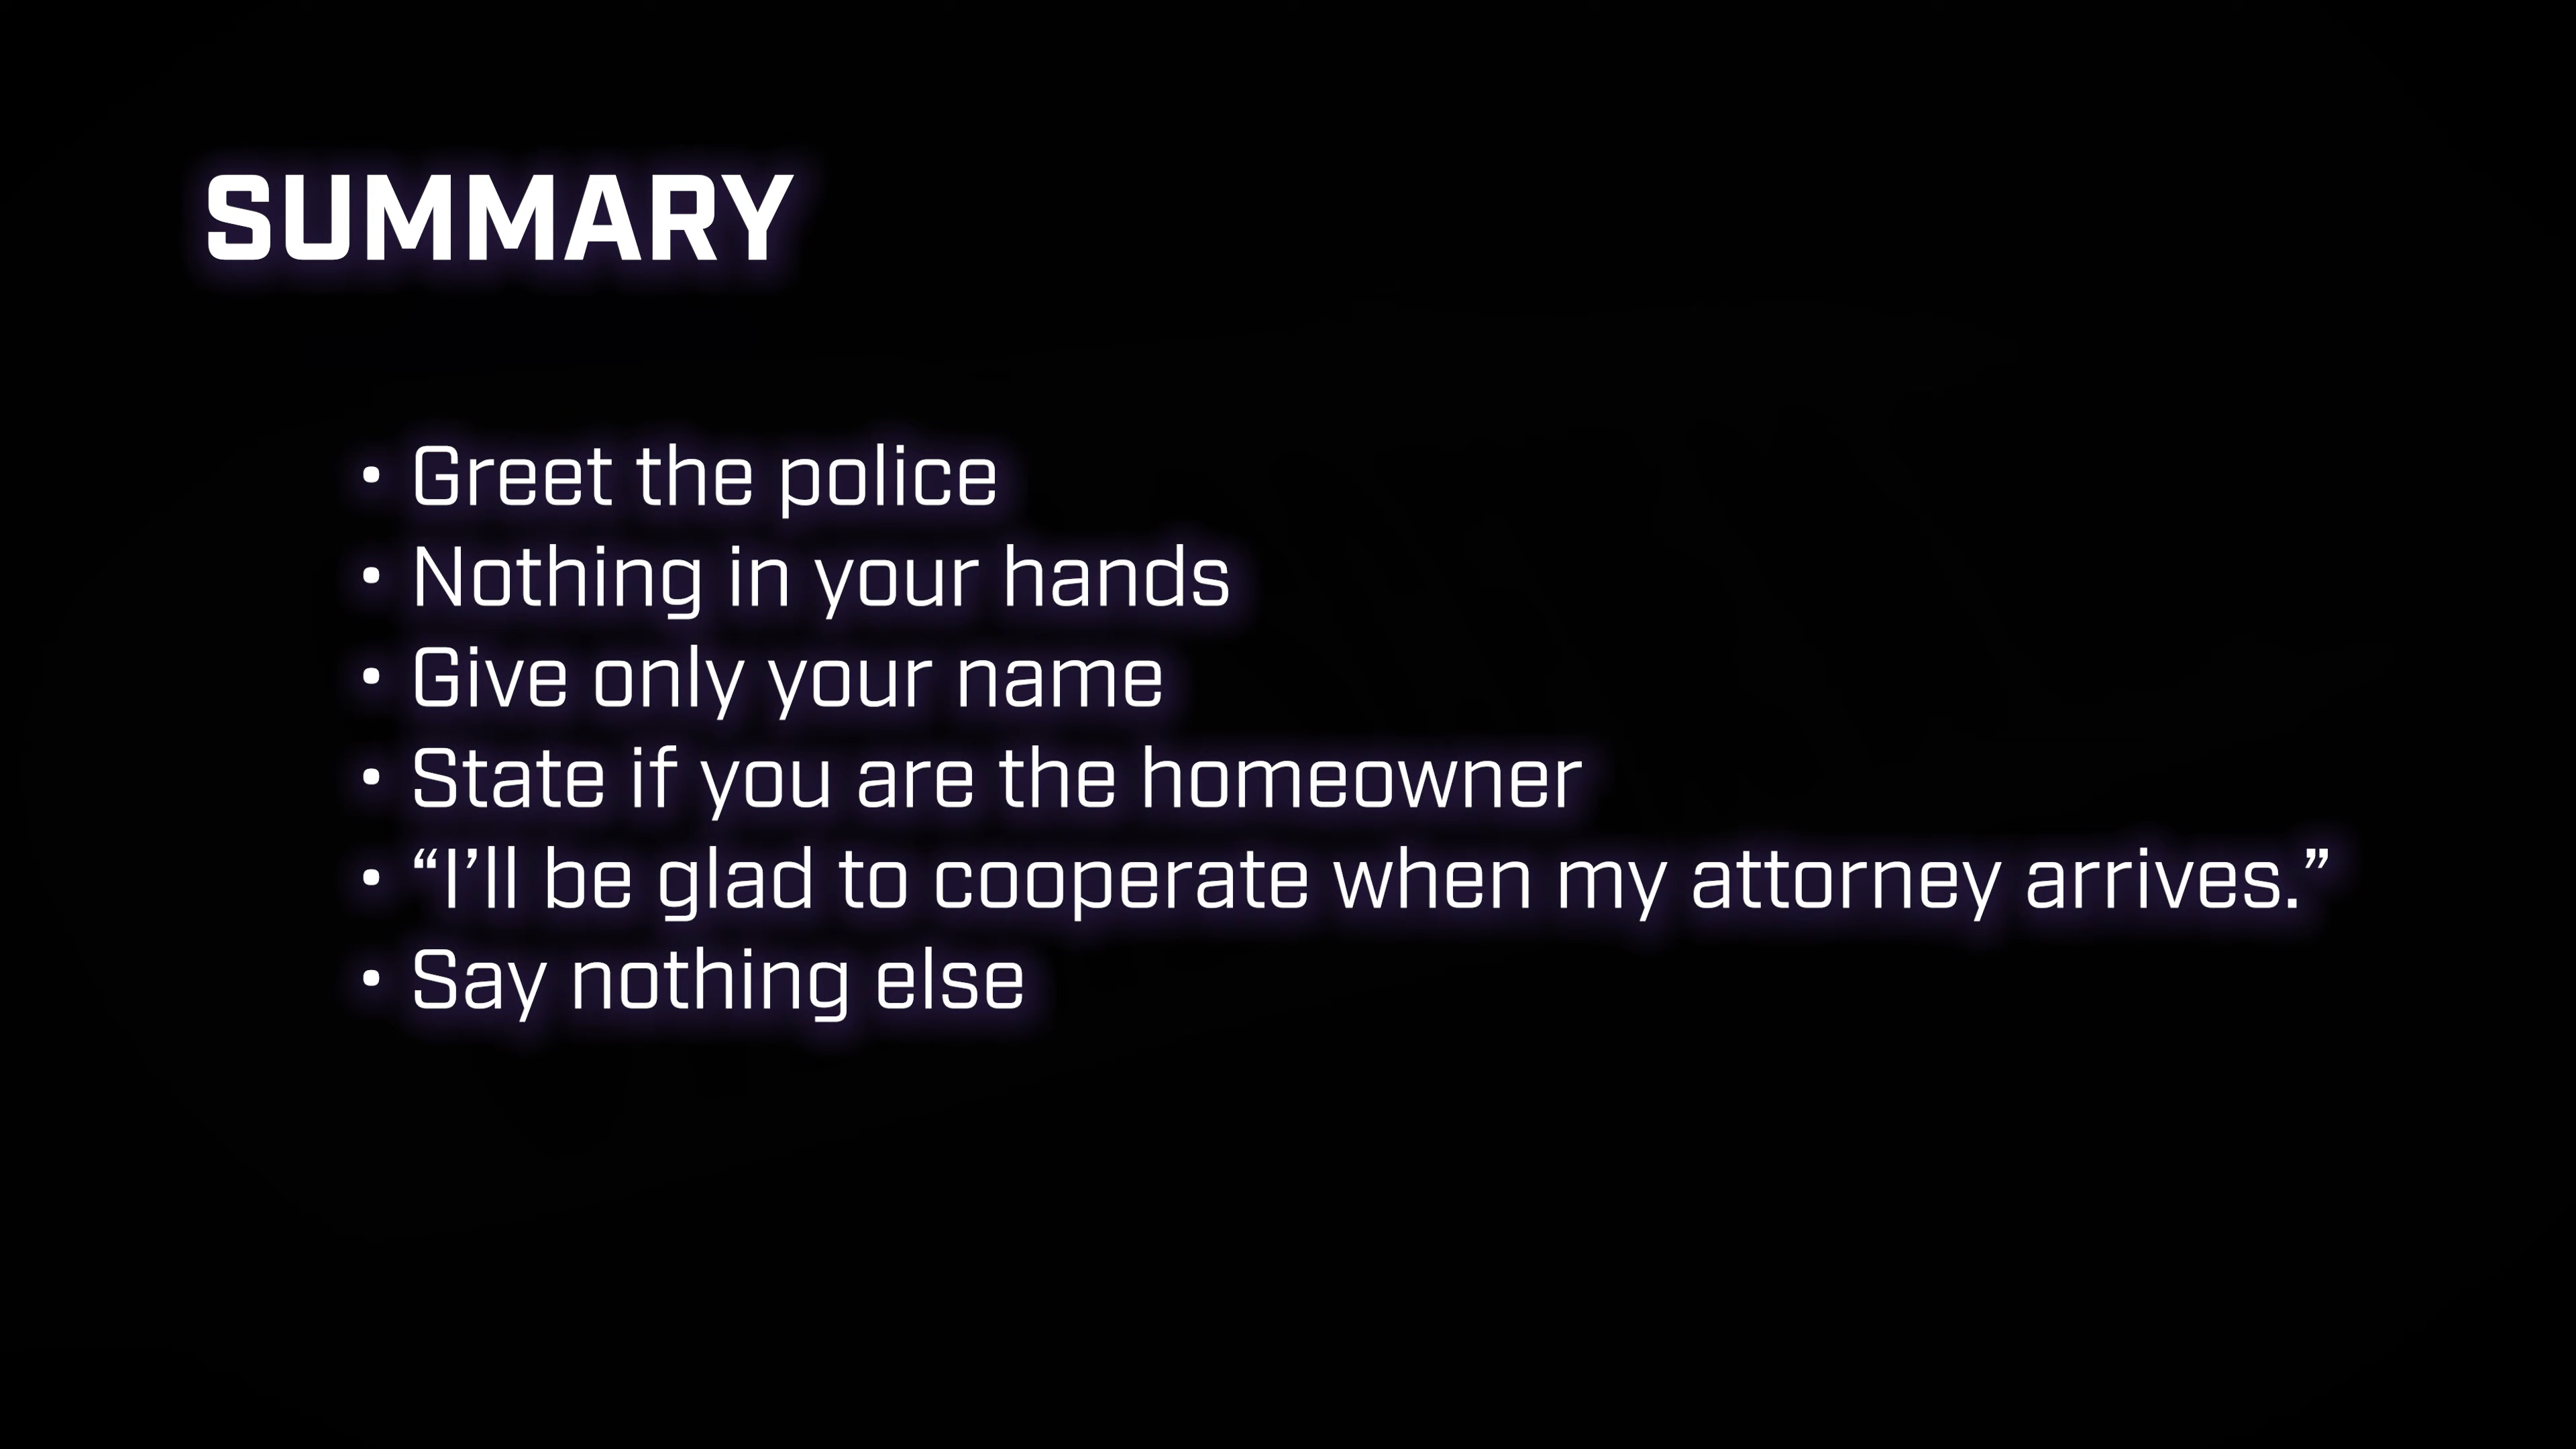 SUMMARY
• Greet the police
• Nothing in your hands
• Give only your name
• State if you are the homeowner
• “I’ll be glad to cooperate when my attorney arrives.”
• Say nothing else